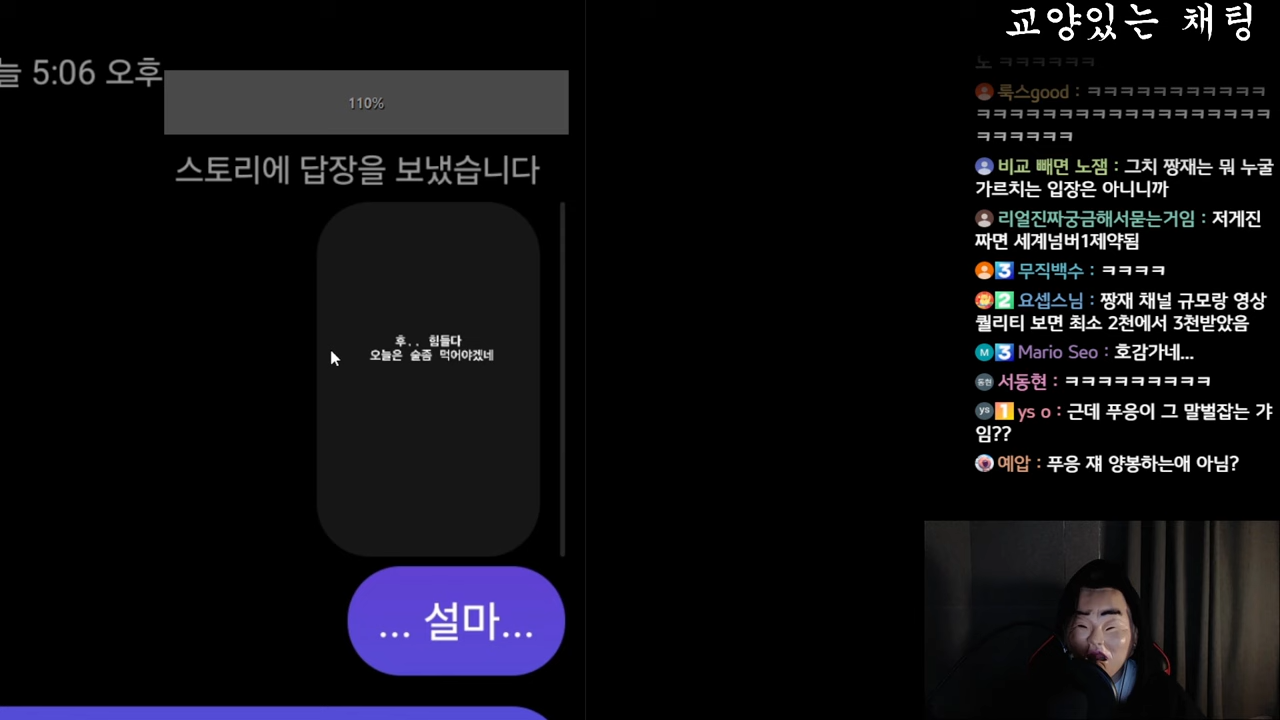 교양있는 채팅
늘 5:06 오후
110%
스토리에 답장을 보냈습니다
후.. 힘들다
오늘은 술좀 먹어야겠네
... 설마...
노 ㅋㅋㅋㅋㅋㅋ
룩스good : ㅋㅋㅋㅋㅋㅋㅋㅋㅋㅋㅋ
ㅋㅋㅋㅋㅋㅋㅋㅋㅋㅋㅋㅋㅋㅋㅋㅋㅋㅋ
ㅋㅋㅋㅋㅋㅋ
비교 빼면 노잼 : 그치 짱재는 뭐 누굴
가르치는 입장은 아니니까
리얼진짜궁금해서묻는거임 : 저게진
짜면 세계넘버1제약됨
3 무직백수 : ㅋㅋㅋㅋ
2 요셉스님 : 짱재 채널 규모랑 영상
퀄리티 보면 최소 2천에서 3천받았음
M 3 Mario Seo : 호감가네...
동현 서동현 : ㅋㅋㅋㅋㅋㅋㅋㅋㅋ
ys 1 ys o : 근데 푸응이 그 말벌잡는 갸
임??
예압 : 푸응 쟤 양봉하는애 아님?